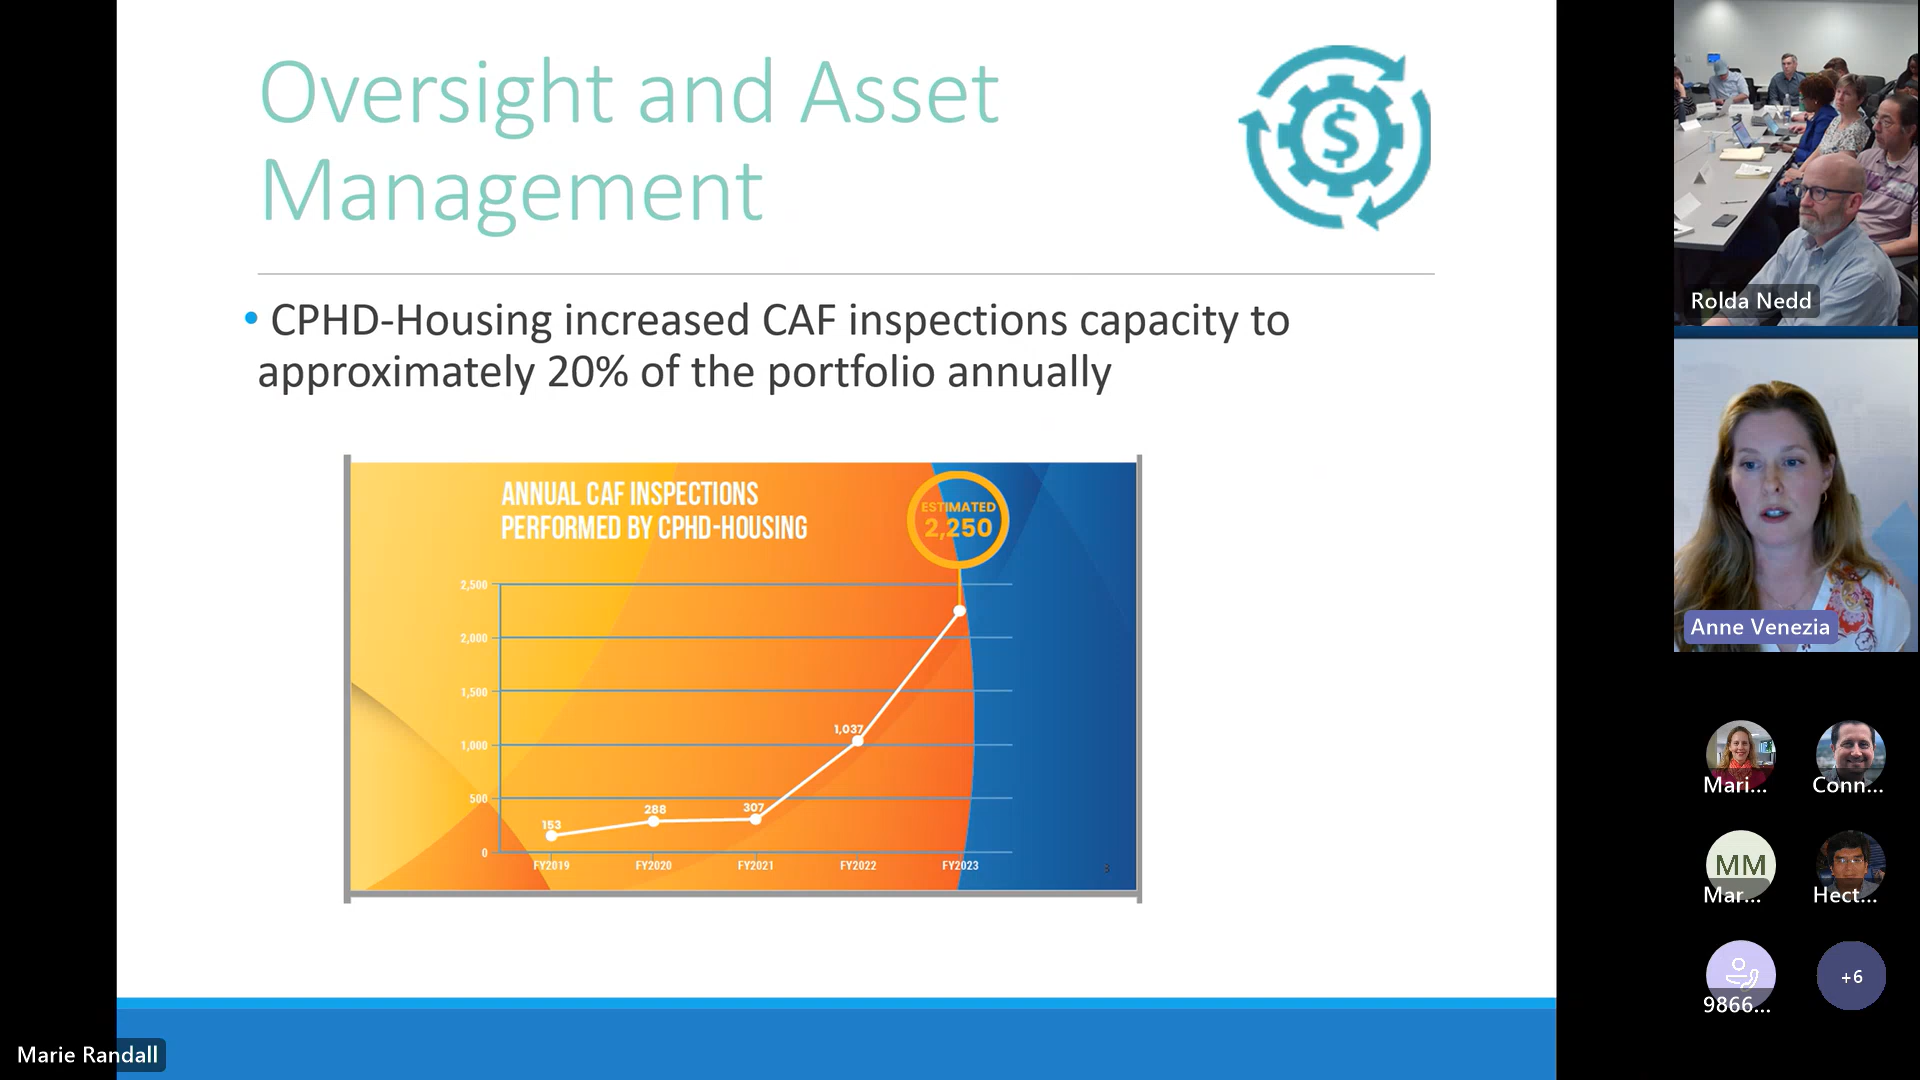 Oversight and Asset
Management
$
• CPHD-Housing increased CAF inspections capacity to
approximately 20% of the portfolio annually
ANNUAL CAF INSPECTIONS
PERFORMED BY CPHD-HOUSING
ESTIMATED
2,250
2,500
2,000
1,500
1,000
500
0
153
288
307
1,037
FY2019
FY2020
FY2021
FY2022
FY2023
3
Rolda Nedd
Anne Venezia
Mari...
Conn...
MM
Mar...
Hect...
9866...
+6
Marie Randall